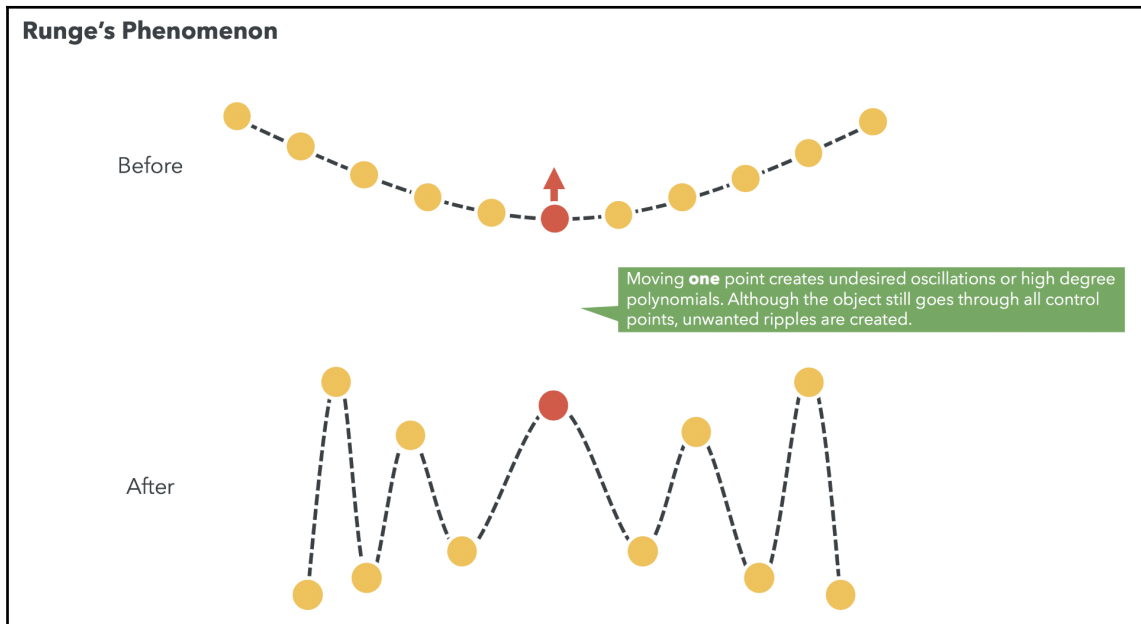 Runge’s Phenomenon
Before
Moving one point creates undesired oscillations or high degree
polynomials. Although the object still goes through all control
points, unwanted ripples are created.
After